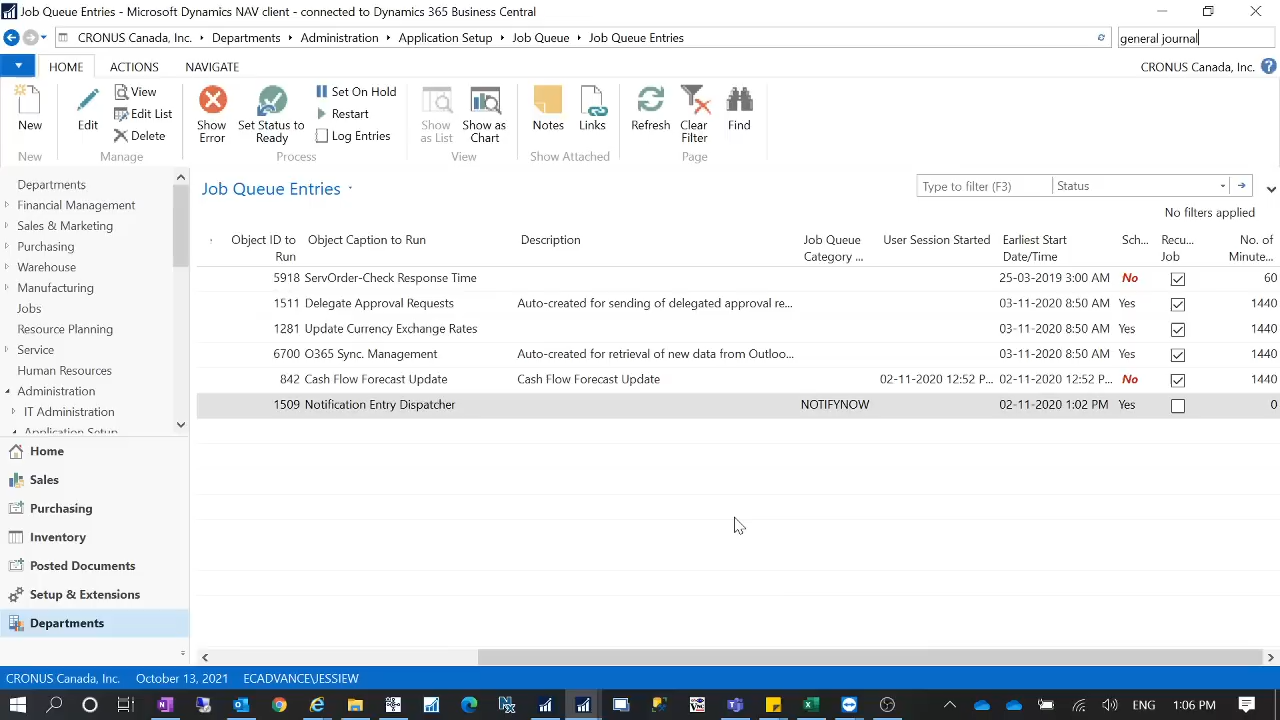 Job Queue Entries - Microsoft Dynamics NAV client - connected to Dynamics 365 Business Central
CRONUS Canada, Inc. Departments Administration Application Setup Job Queue Job Queue Entries
general journal
HOME ACTIONS NAVIGATE
CRONUS Canada, Inc. ?
New
Edit
View
Edit List
Delete
Show Error
Set Status to Ready
Set On Hold
Restart
Log Entries
Show as List
Show as Chart
Notes
Links
Refresh
Clear Filter
Find
New Manage Process View Show Attached Page
Departments
Financial Management
Sales & Marketing
Purchasing
Warehouse
Manufacturing
Jobs
Resource Planning
Service
Human Resources
Administration
IT Administration
Application Setup
Home
Sales
Purchasing
Inventory
Posted Documents
Setup & Extensions
Departments
Job Queue Entries
Type to filter (F3) Status
No filters applied
Object ID to Run Object Caption to Run Description Job Queue Category ... User Session Started Earliest Start Date/Time Sch... Recu... Job No. of Minute...
5918 ServOrder-Check Response Time 25-03-2019 3:00 AM No 60
1511 Delegate Approval Requests Auto-created for sending of delegated approval re... 03-11-2020 8:50 AM Yes 1440
1281 Update Currency Exchange Rates 03-11-2020 8:50 AM Yes 1440
6700 O365 Sync. Management Auto-created for retrieval of new data from Outloo... 03-11-2020 8:50 AM Yes 1440
842 Cash Flow Forecast Update Cash Flow Forecast Update 02-11-2020 12:52 P... 02-11-2020 12:52 P... No 1440
1509 Notification Entry Dispatcher NOTIFYNOW 02-11-2020 1:02 PM Yes 0
CRONUS Canada, Inc. October 13, 2021 ECADVANCE\JESSIEW
ENG 1:06 PM